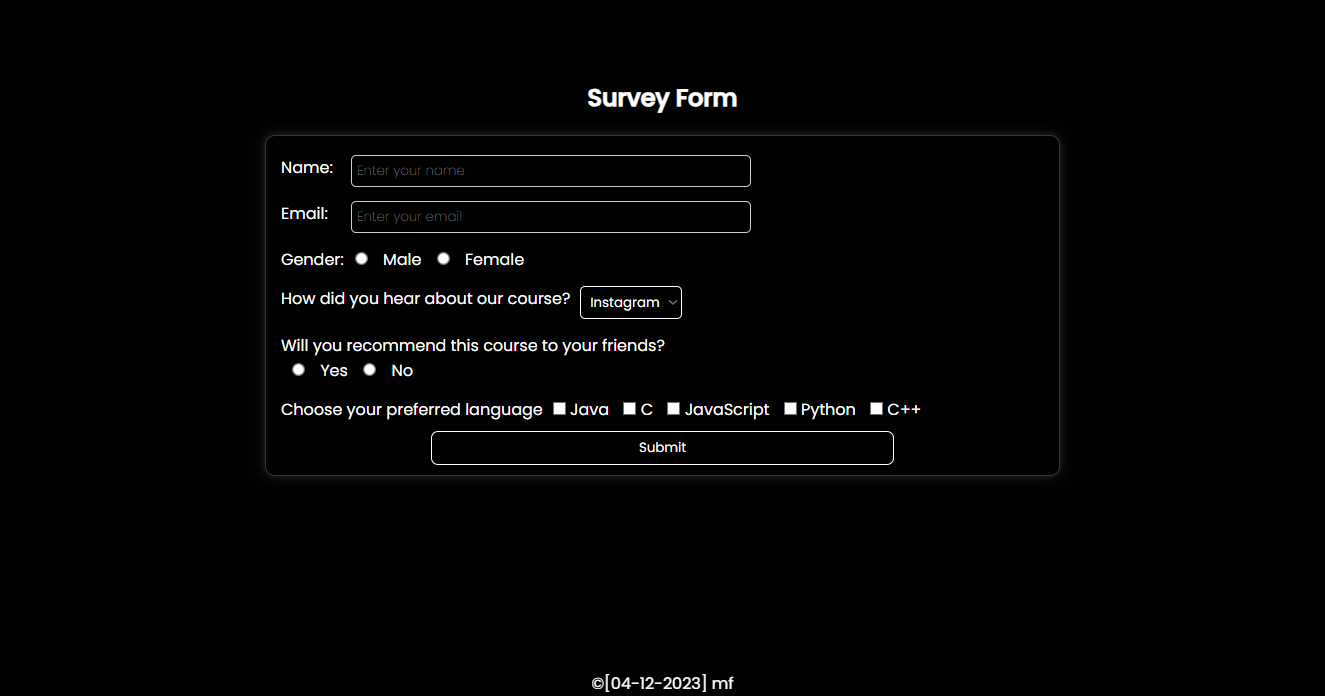 Survey Form
Name: Enter your name
Email: Enter your email
Gender: Male Female
How did you hear about our course? Instagram
Will you recommend this course to your friends?
Yes No
Choose your preferred language Java C JavaScript Python C++
Submit
©[04-12-2023] mf